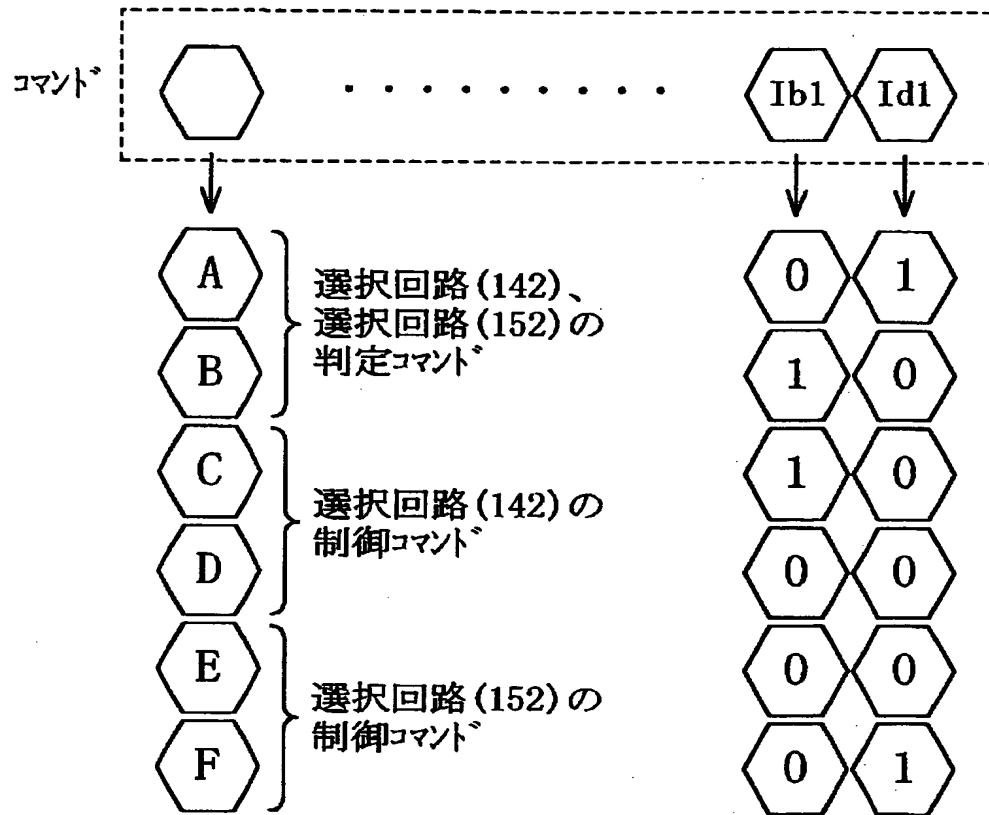 コマンド
Ib1 Id1
A
選択回路(142)、
選択回路(152)の
判定コマンド
0 1
B
1 0
C
選択回路(142)の
制御コマンド
1 0
D
0 0
E
選択回路(152)の
制御コマンド
0 0
F
0 1